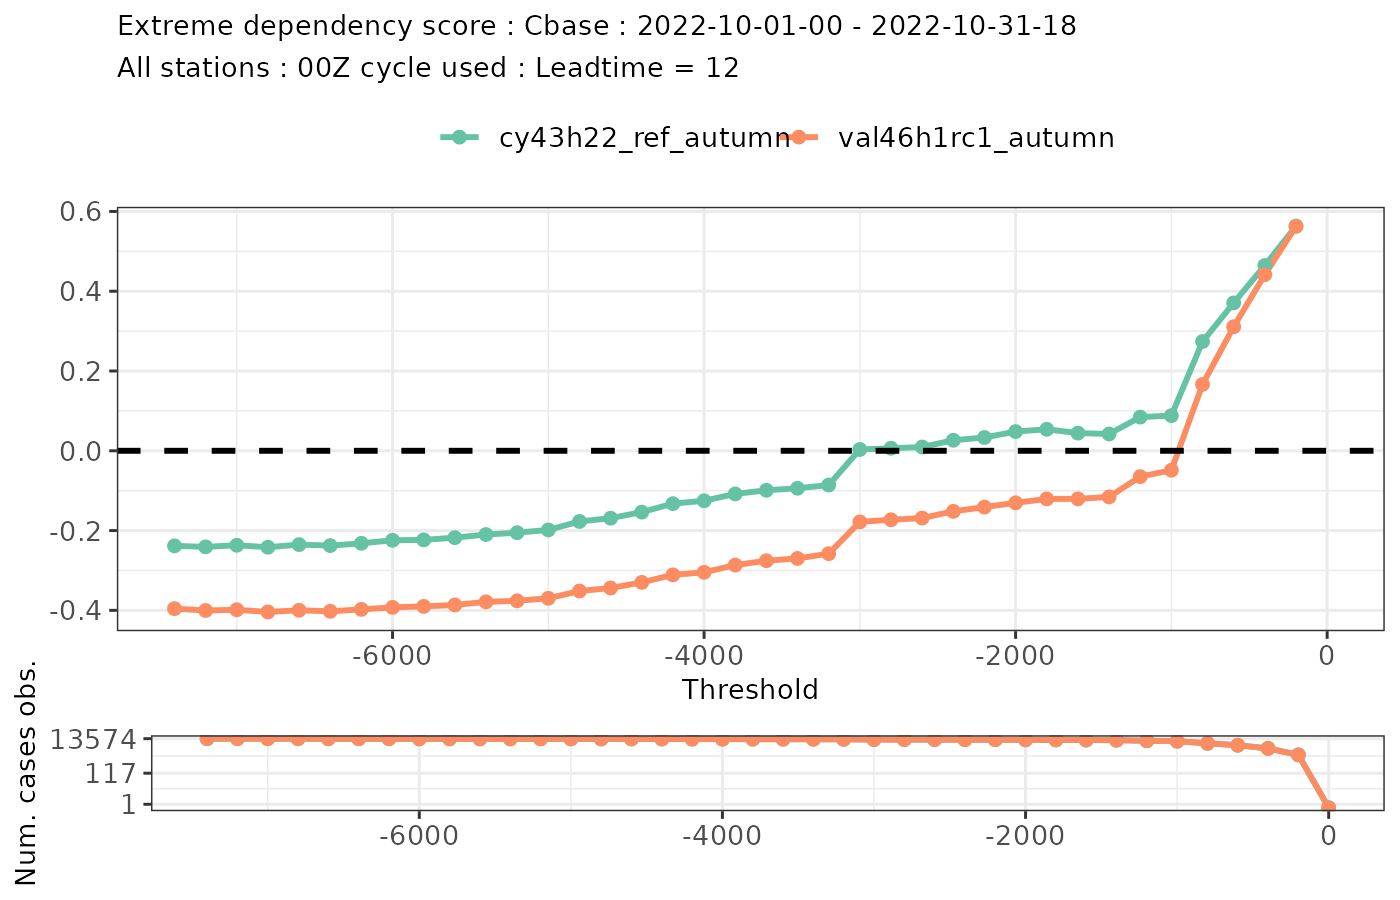 Extreme dependency score : Cbase : 2022-10-01-00 - 2022-10-31-18
All stations : 00Z cycle used : Leadtime = 12
cy43h22_ref_autumn val46h1rc1_autumn
0.6
0.4
0.2
0.0
-0.2
-0.4
-6000 -4000 -2000 0
Threshold
Num. cases obs.
13574
117
1
-6000 -4000 -2000 0